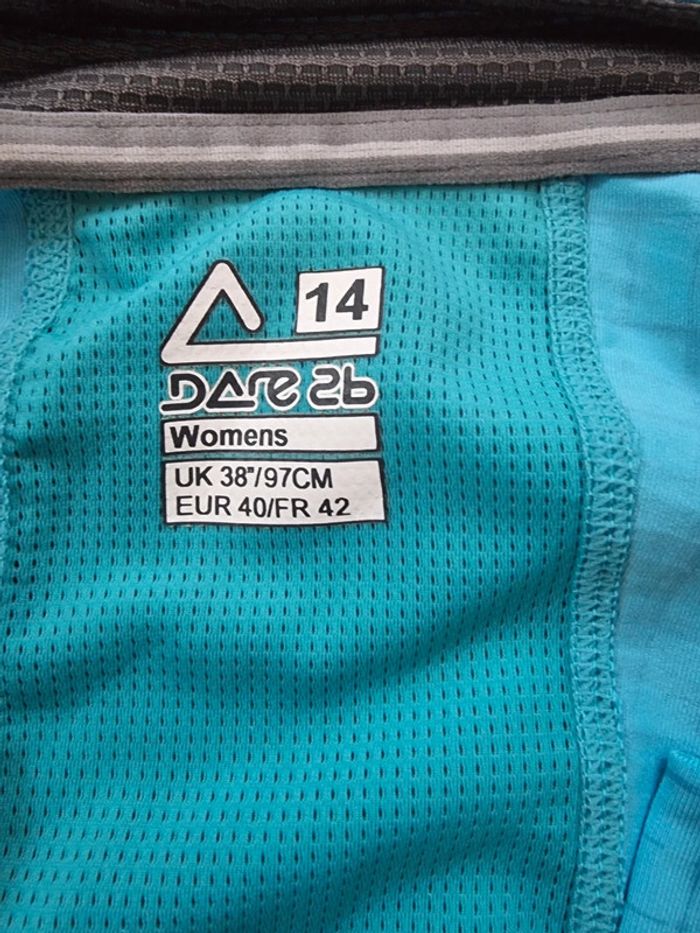 14
DARE 2b
Womens
UK 38"/97CM
EUR 40/FR 42